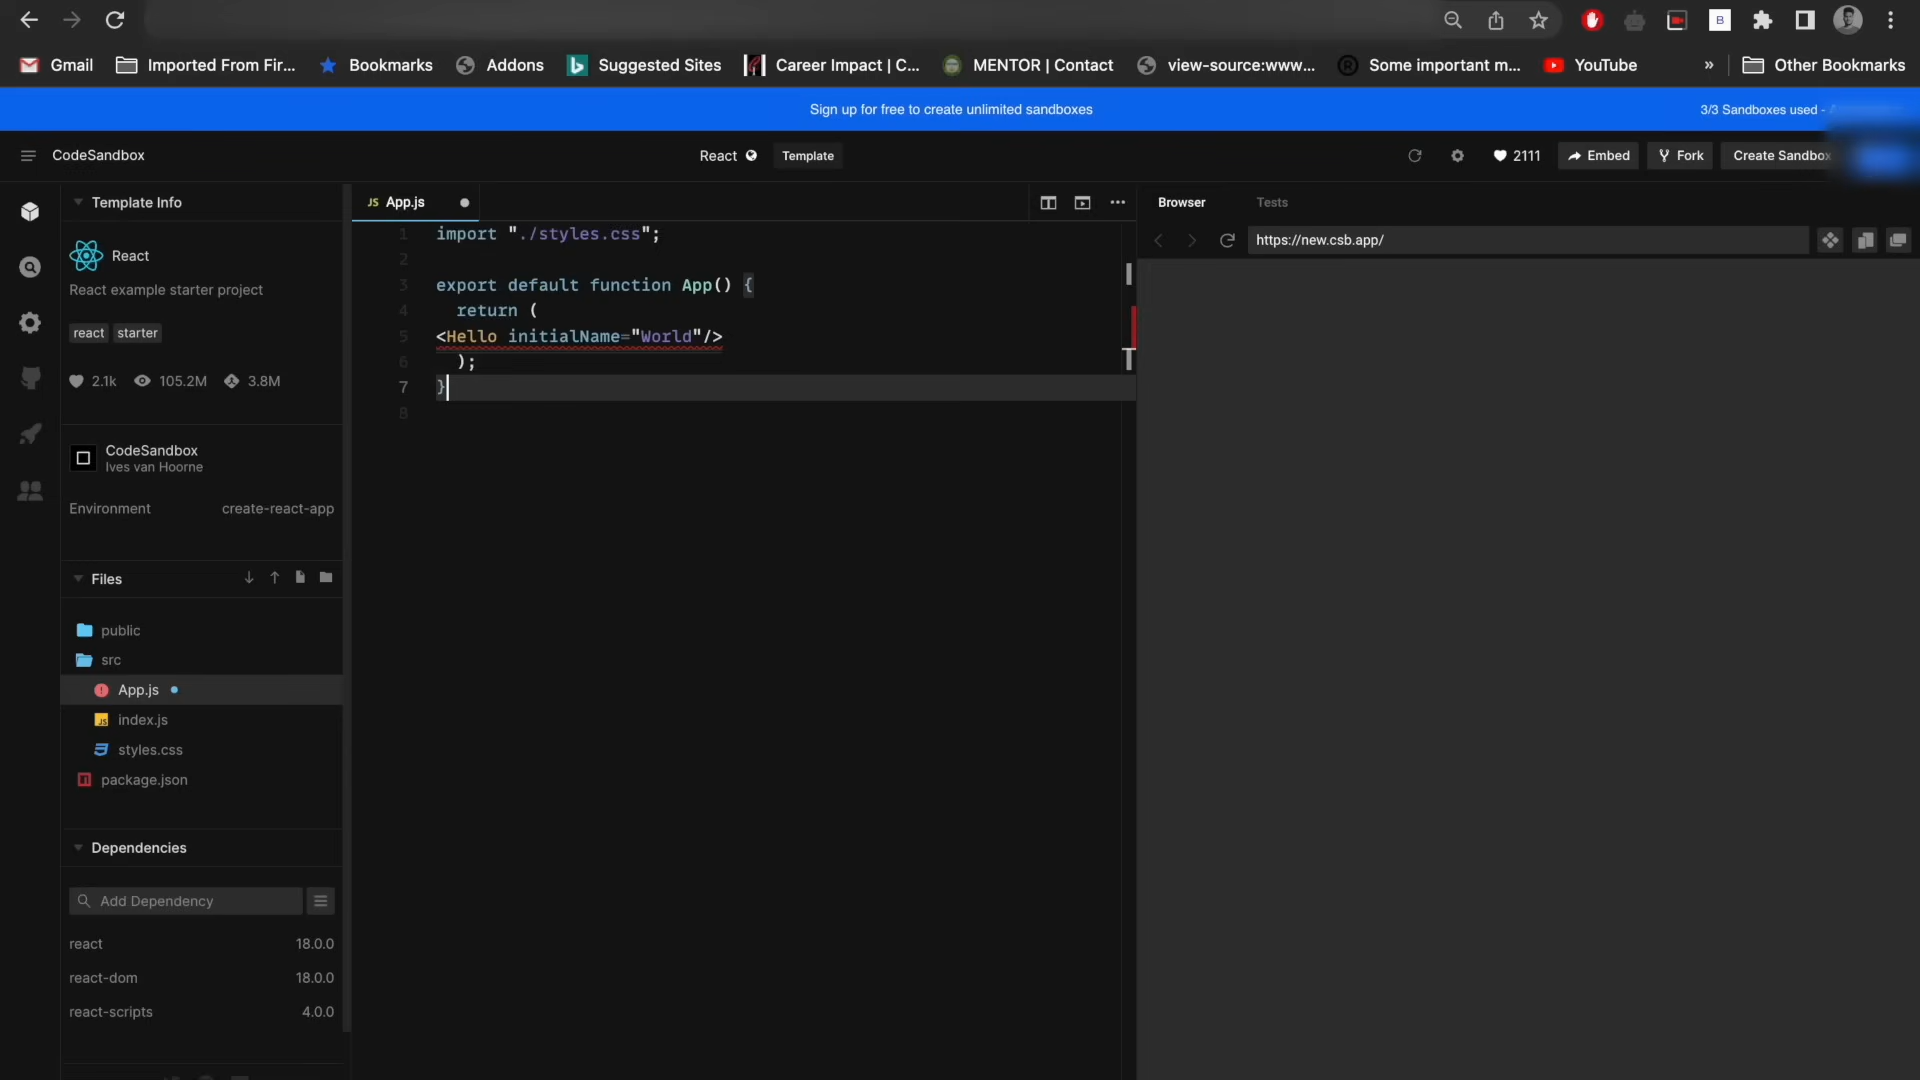 Gmail
Imported From Fir...
Bookmarks
Addons
Suggested Sites
Career Impact | C...
MENTOR | Contact
view-source:www...
Some important m...
YouTube
»
Other Bookmarks
Sign up for free to create unlimited sandboxes
3/3 Sandboxes used -
CodeSandbox
React
Template
2111
Embed
Fork
Create Sandbox
Template Info
React
React example starter project
react
starter
2.1k
105.2M
3.8M
CodeSandbox
Ives van Hoorne
Environment
create-react-app
Files
public
src
App.js
JS index.js
styles.css
package.json
Dependencies
Add Dependency
react 18.0.0
react-dom 18.0.0
react-scripts 4.0.0
JS App.js
1 import "./styles.css";
2
3 export default function App() {
4 return (
5 <Hello initialName="World"/>
6 );
7 }
8
Browser
Tests
https://new.csb.app/